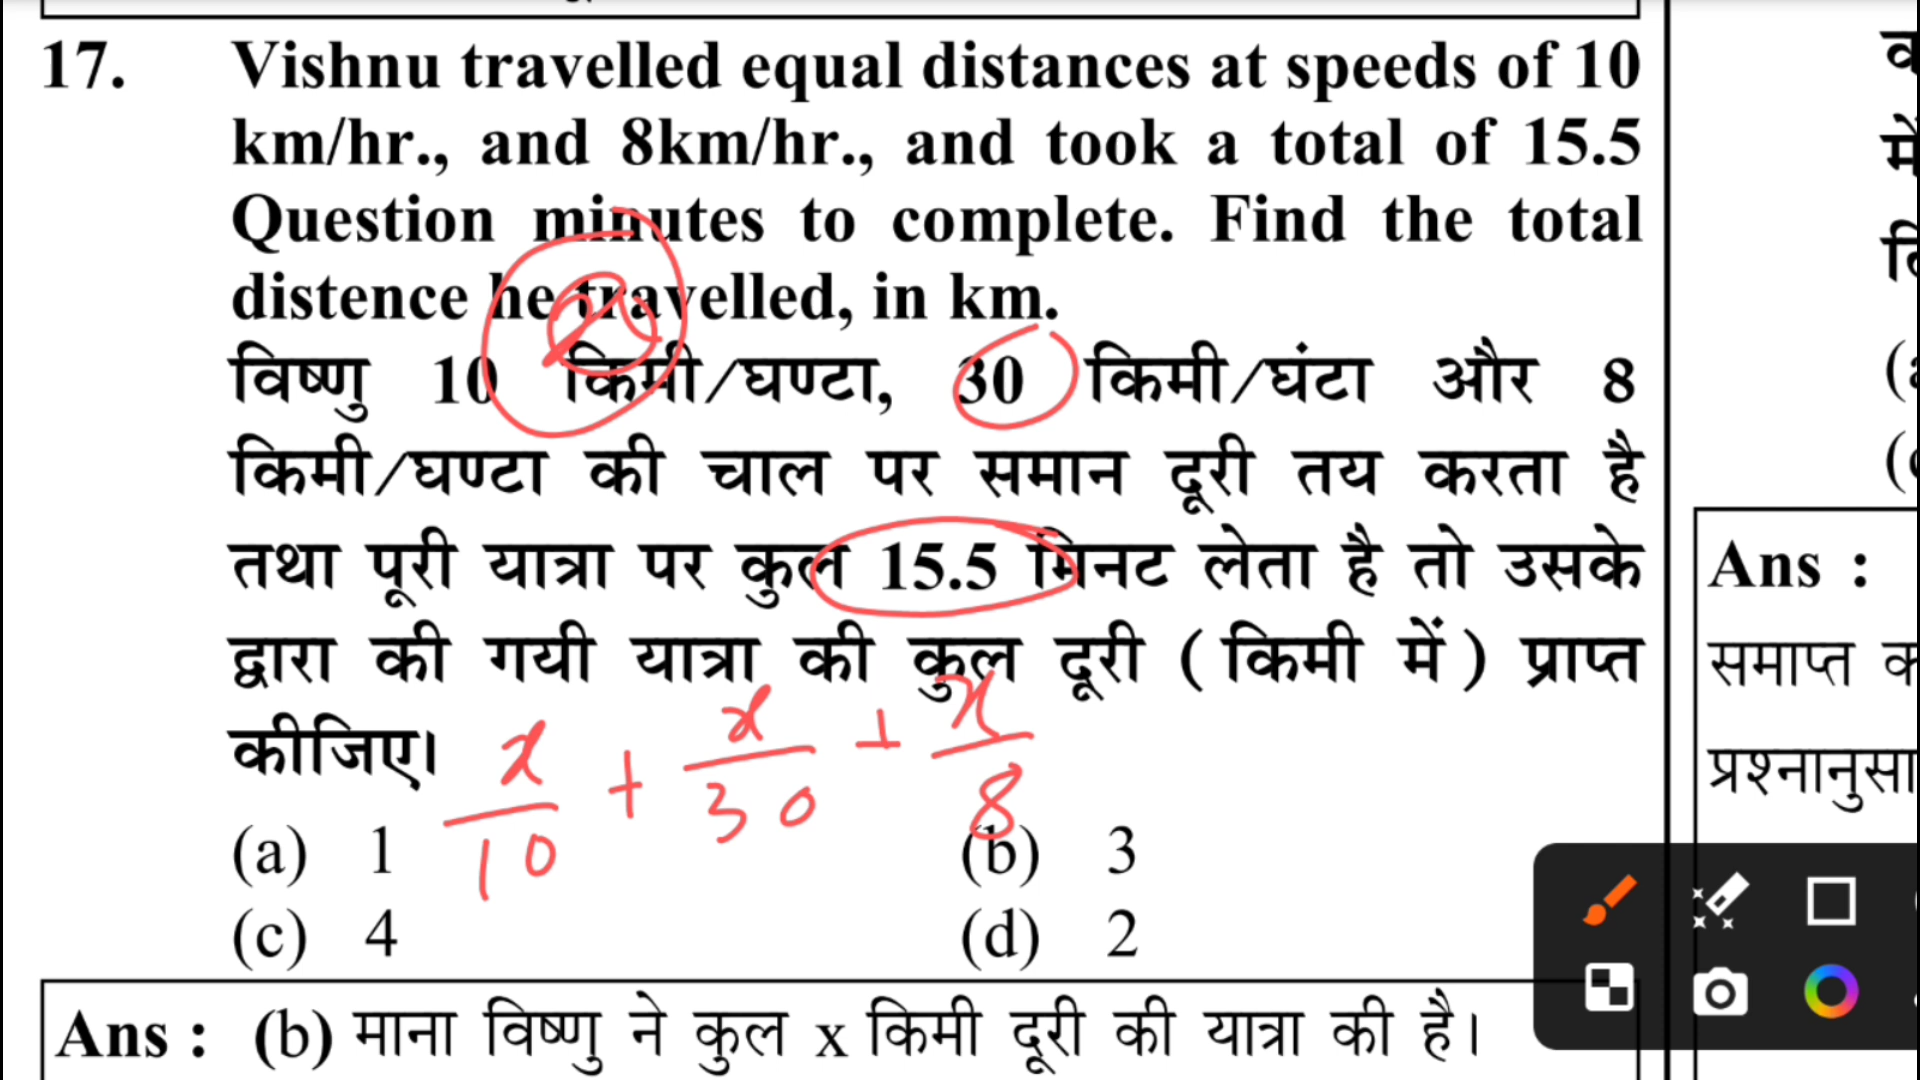 17. Vishnu travelled equal distances at speeds of 10
km/hr., and 8km/hr., and took a total of 15.5
Question minutes to complete. Find the total
distence he travelled, in km.
विष्णु 10 किमी/घण्टा, 30 किमी/घंटा और 8
किमी/घण्टा की चाल पर समान दूरी तय करता है
तथा पूरी यात्रा पर कुल 15.5 मिनट लेता है तो उसके
द्वारा की गयी यात्रा की कुल दूरी (किमी में) प्राप्त
कीजिए।
x/10 + x/30 + x/8
(a) 1 (b) 3
(c) 4 (d) 2
Ans : (b) माना विष्णु ने कुल x किमी दूरी की यात्रा की है।
में
(
(
Ans :
समाप्त
प्रश्नानुसा